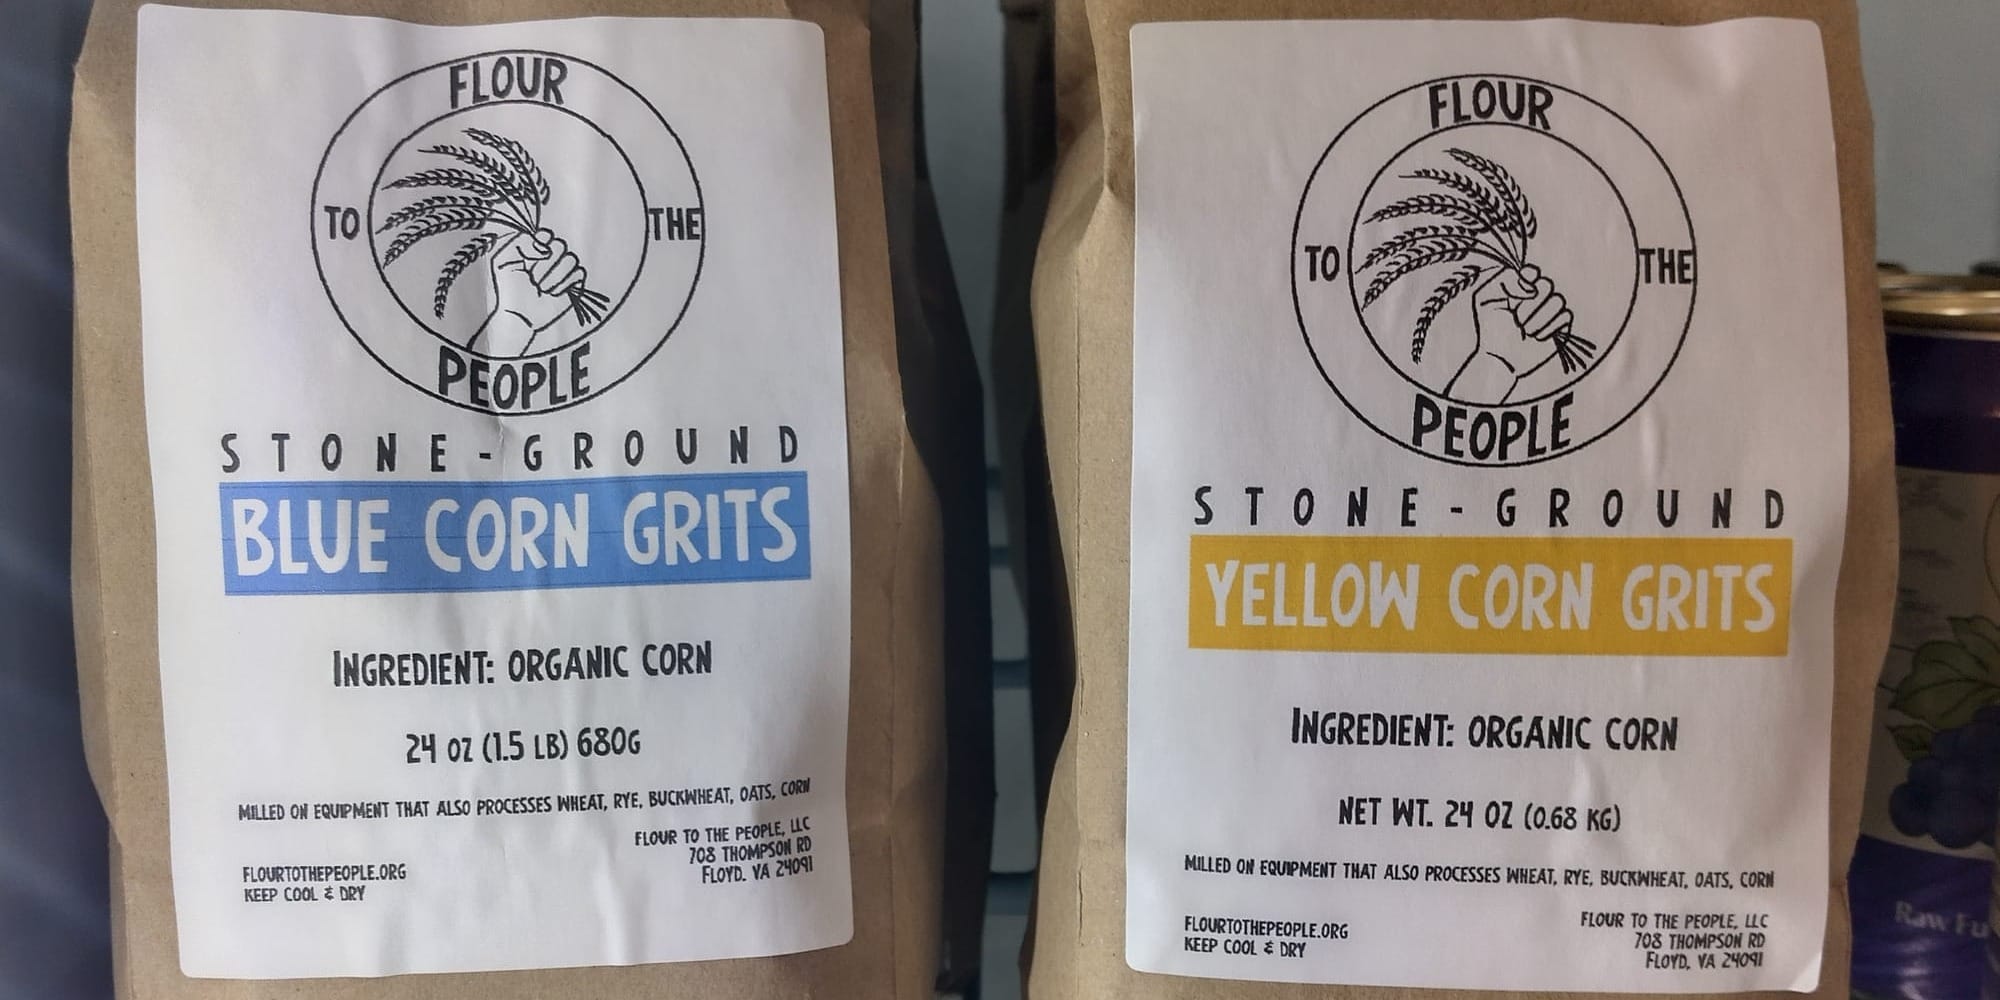 FLOUR
TO THE
PEOPLE
STONE-GROUND
BLUE CORN GRITS
INGREDIENT: ORGANIC CORN
24 OZ (1.5 LB) 680G
MILLED ON EQUIPMENT THAT ALSO PROCESSES WHEAT, RYE, BUCKWHEAT, OATS, CORN
FLOURTOTHEPEOPLE.ORG
KEEP COOL & DRY
FLOUR TO THE PEOPLE, LLC
708 THOMPSON RD
FLOYD. VA 24091
FLOUR
TO THE
PEOPLE
STONE-GROUND
YELLOW CORN GRITS
INGREDIENT: ORGANIC CORN
NET WT. 24 OZ (0.68 KG)
MILLED ON EQUIPMENT THAT ALSO PROCESSES WHEAT, RYE, BUCKWHEAT, OATS, CORN
FLOURTOTHEPEOPLE.ORG
KEEP COOL & DRY
FLOUR TO THE PEOPLE, LLC
708 THOMPSON RD
FLOYD, VA 24091
Raw